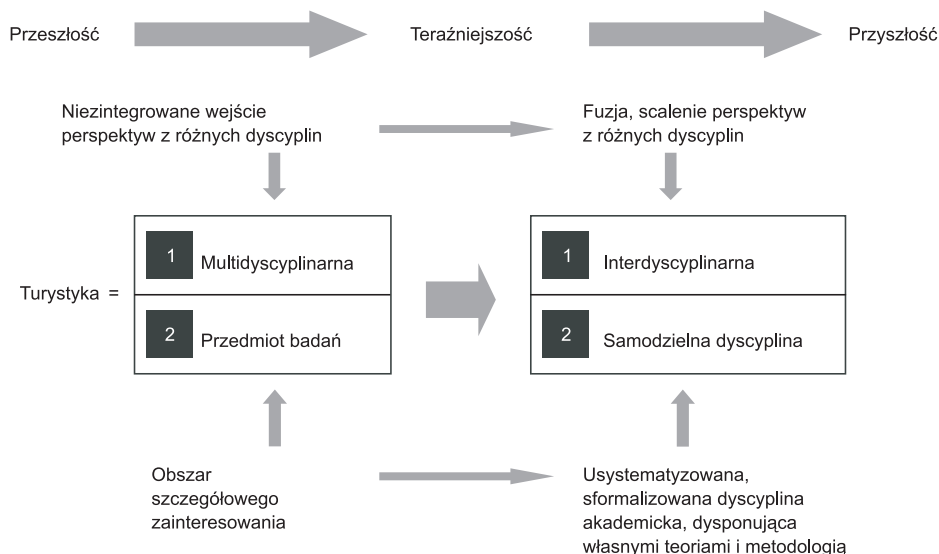 Przeszłość
Teraźniejszość
Przyszłość
Niezintegrowane wejście
perspektyw z różnych dyscyplin
Fuzja, scalenie perspektyw
z różnych dyscyplin
Turystyka =
1 Multidyscyplinarna
2 Przedmiot badań
1 Interdyscyplinarna
2 Samodzielna dyscyplina
Obszar
szczegółowego
zainteresowania
Usystematyzowana,
sformalizowana dyscyplina
akademicka, dysponująca
własnymi teoriami i metodologią